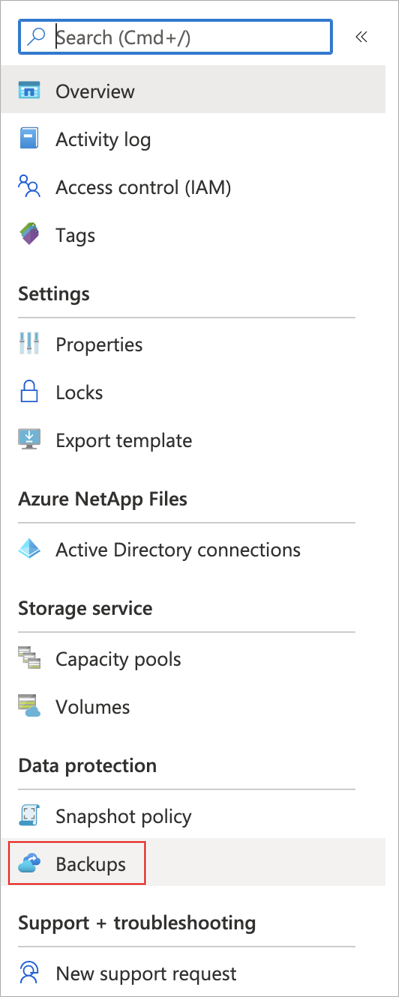 Search (Cmd+/)
Overview
Activity log
Access control (IAM)
Tags
Settings
Properties
Locks
Export template
Azure NetApp Files
Active Directory connections
Storage service
Capacity pools
Volumes
Data protection
Snapshot policy
Backups
Support + troubleshooting
New support request